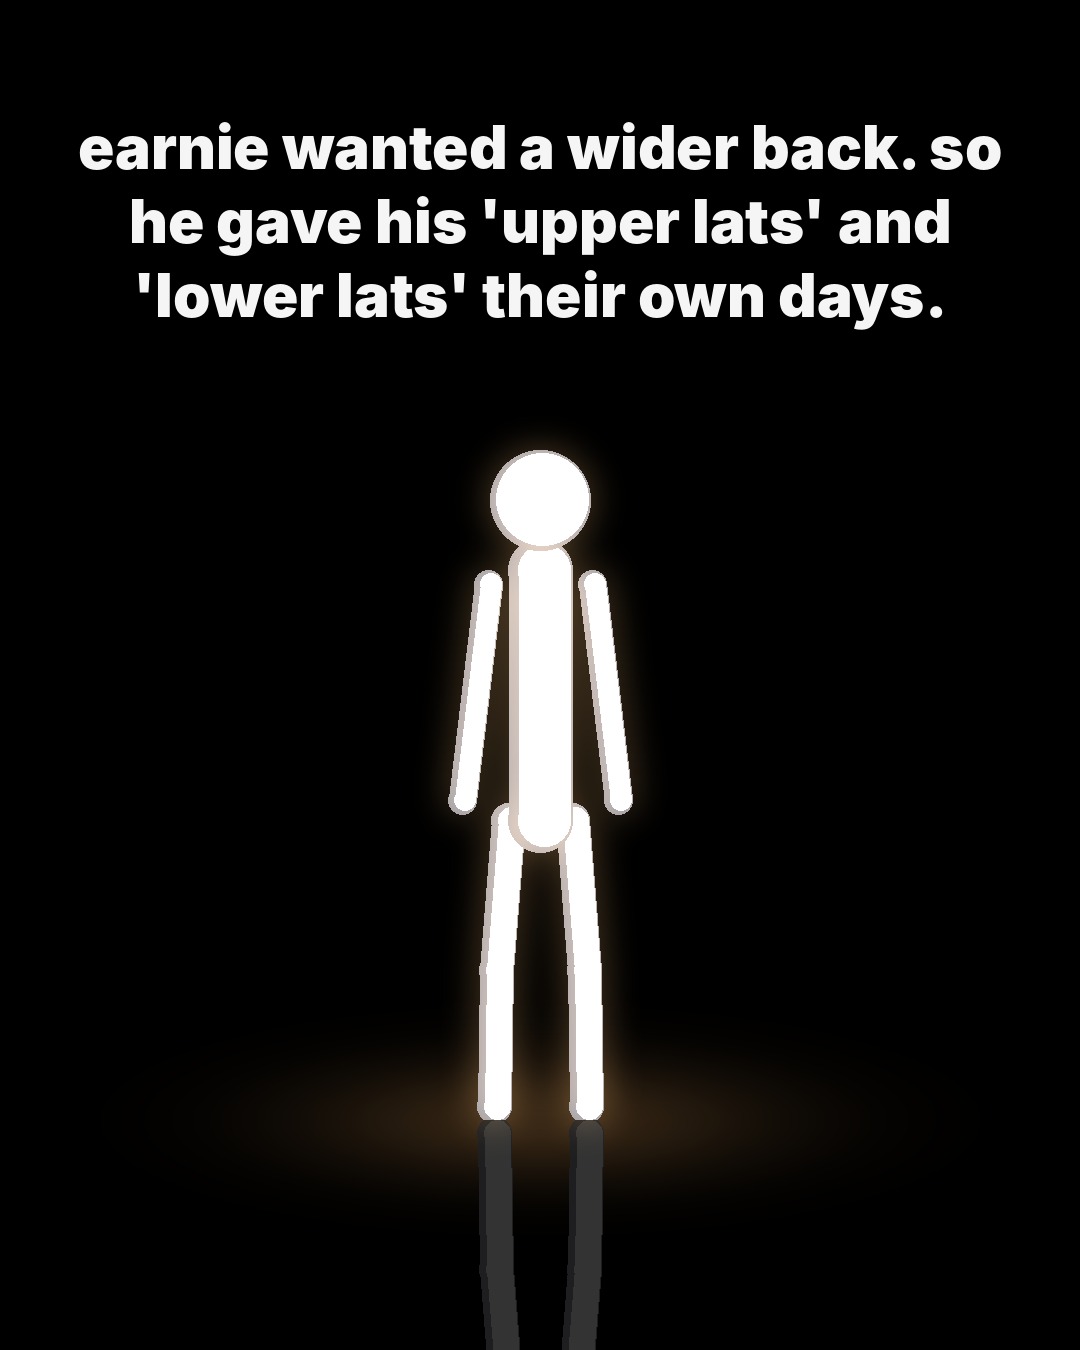 earnie wanted a wider back. so
he gave his 'upper lats' and
'lower lats' their own days.